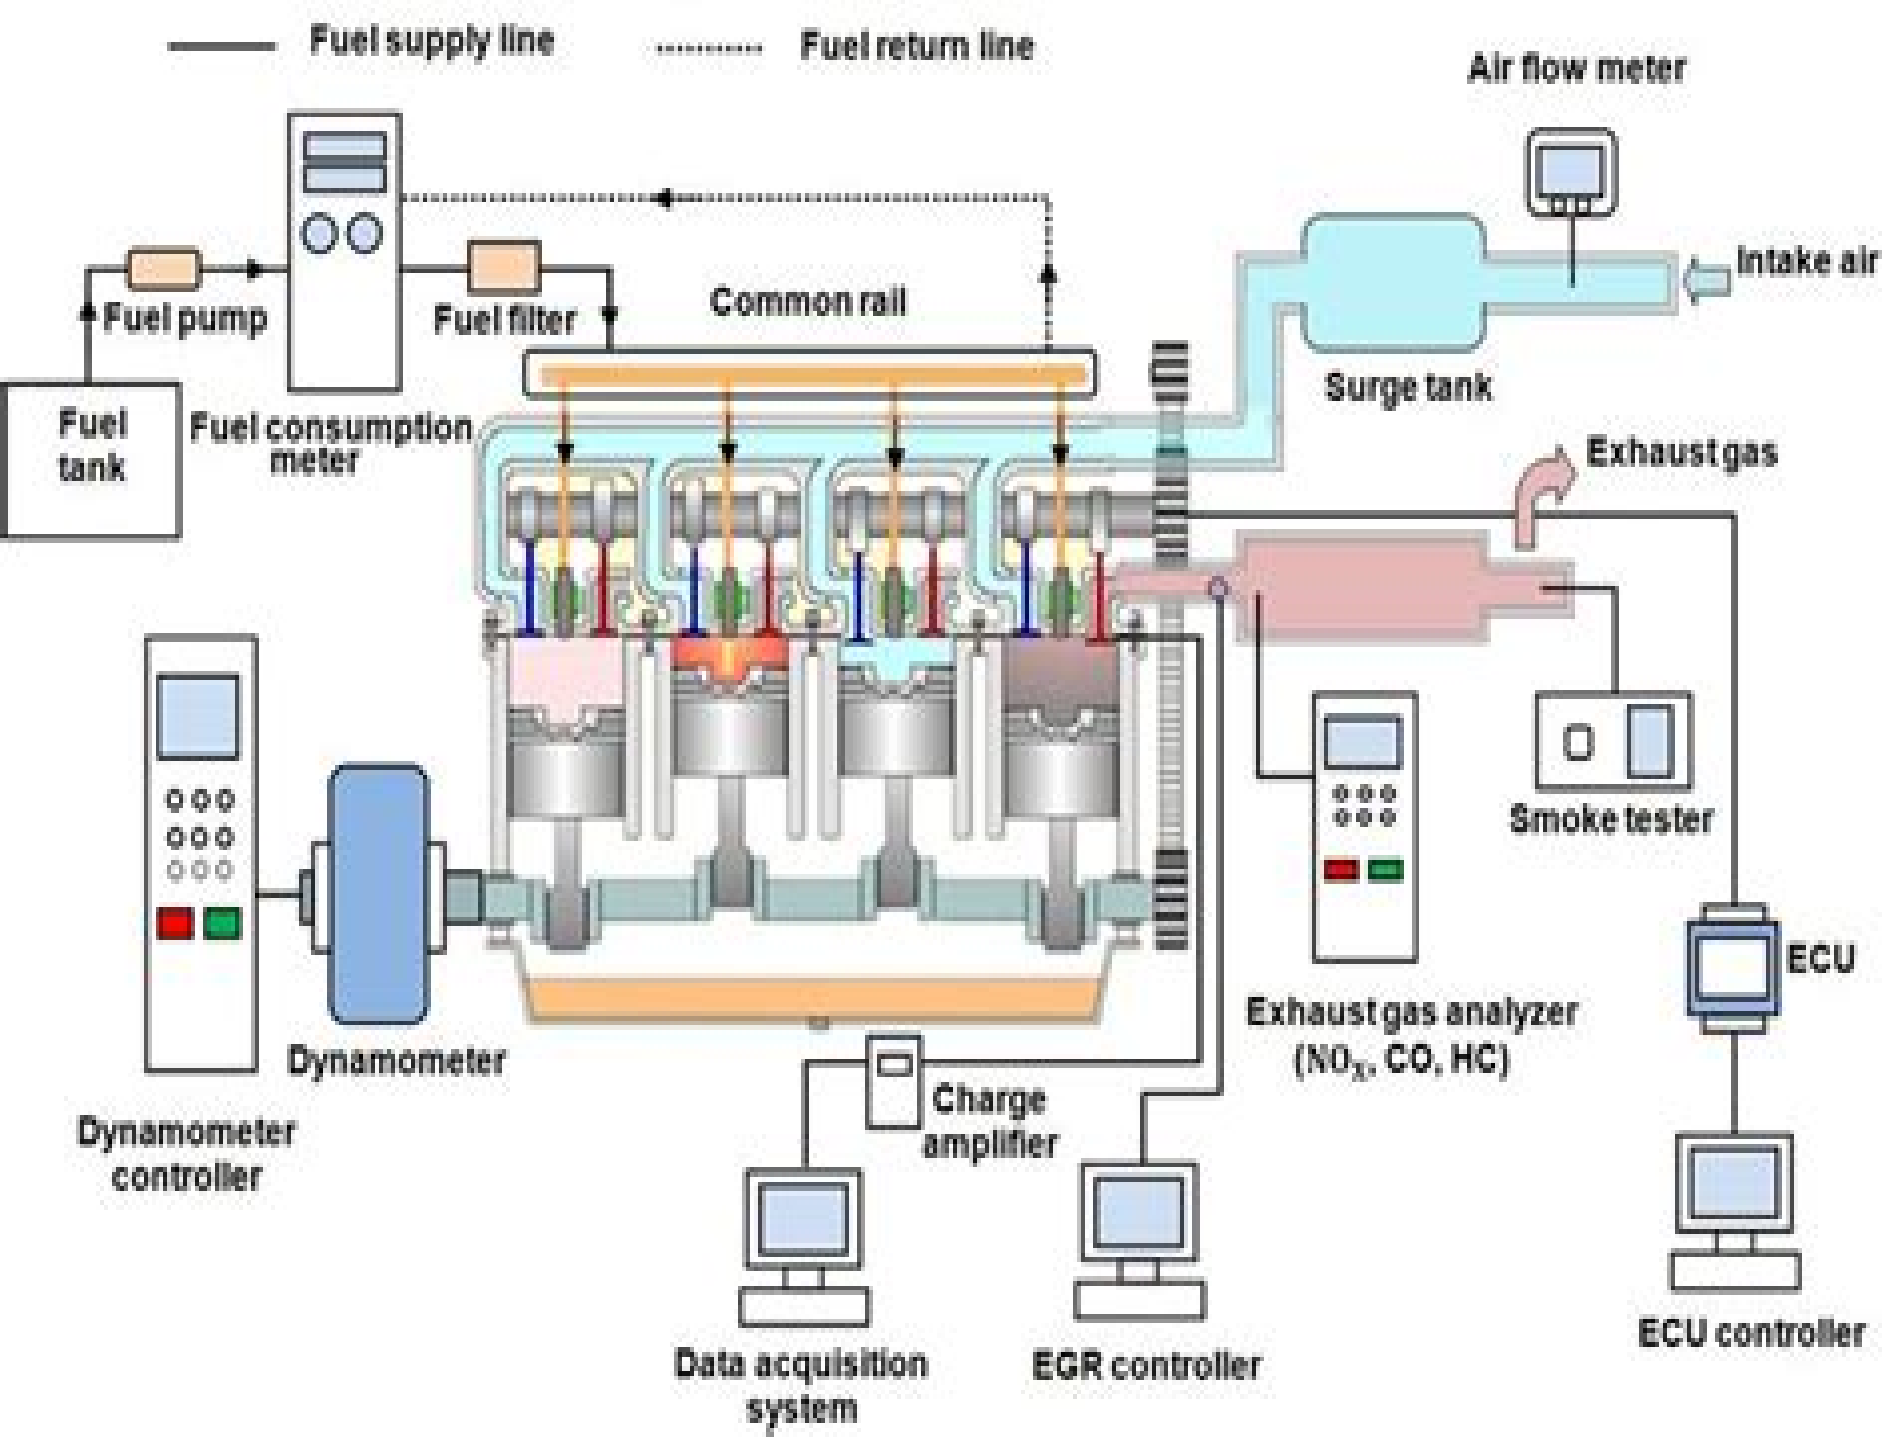 Fuel supply line
Fuel return line
Air flow meter
Intake air
Fuel pump
Fuel filter
Common rail
Surge tank
Fuel
tank
Fuel consumption
meter
Exhaust gas
Smoke tester
ECU
Exhaust gas analyzer
(NOX, CO, HC)
Dynamometer
Charge
amplifier
Dynamometer
controller
ECU controller
Data acquisition
system
EGR controller